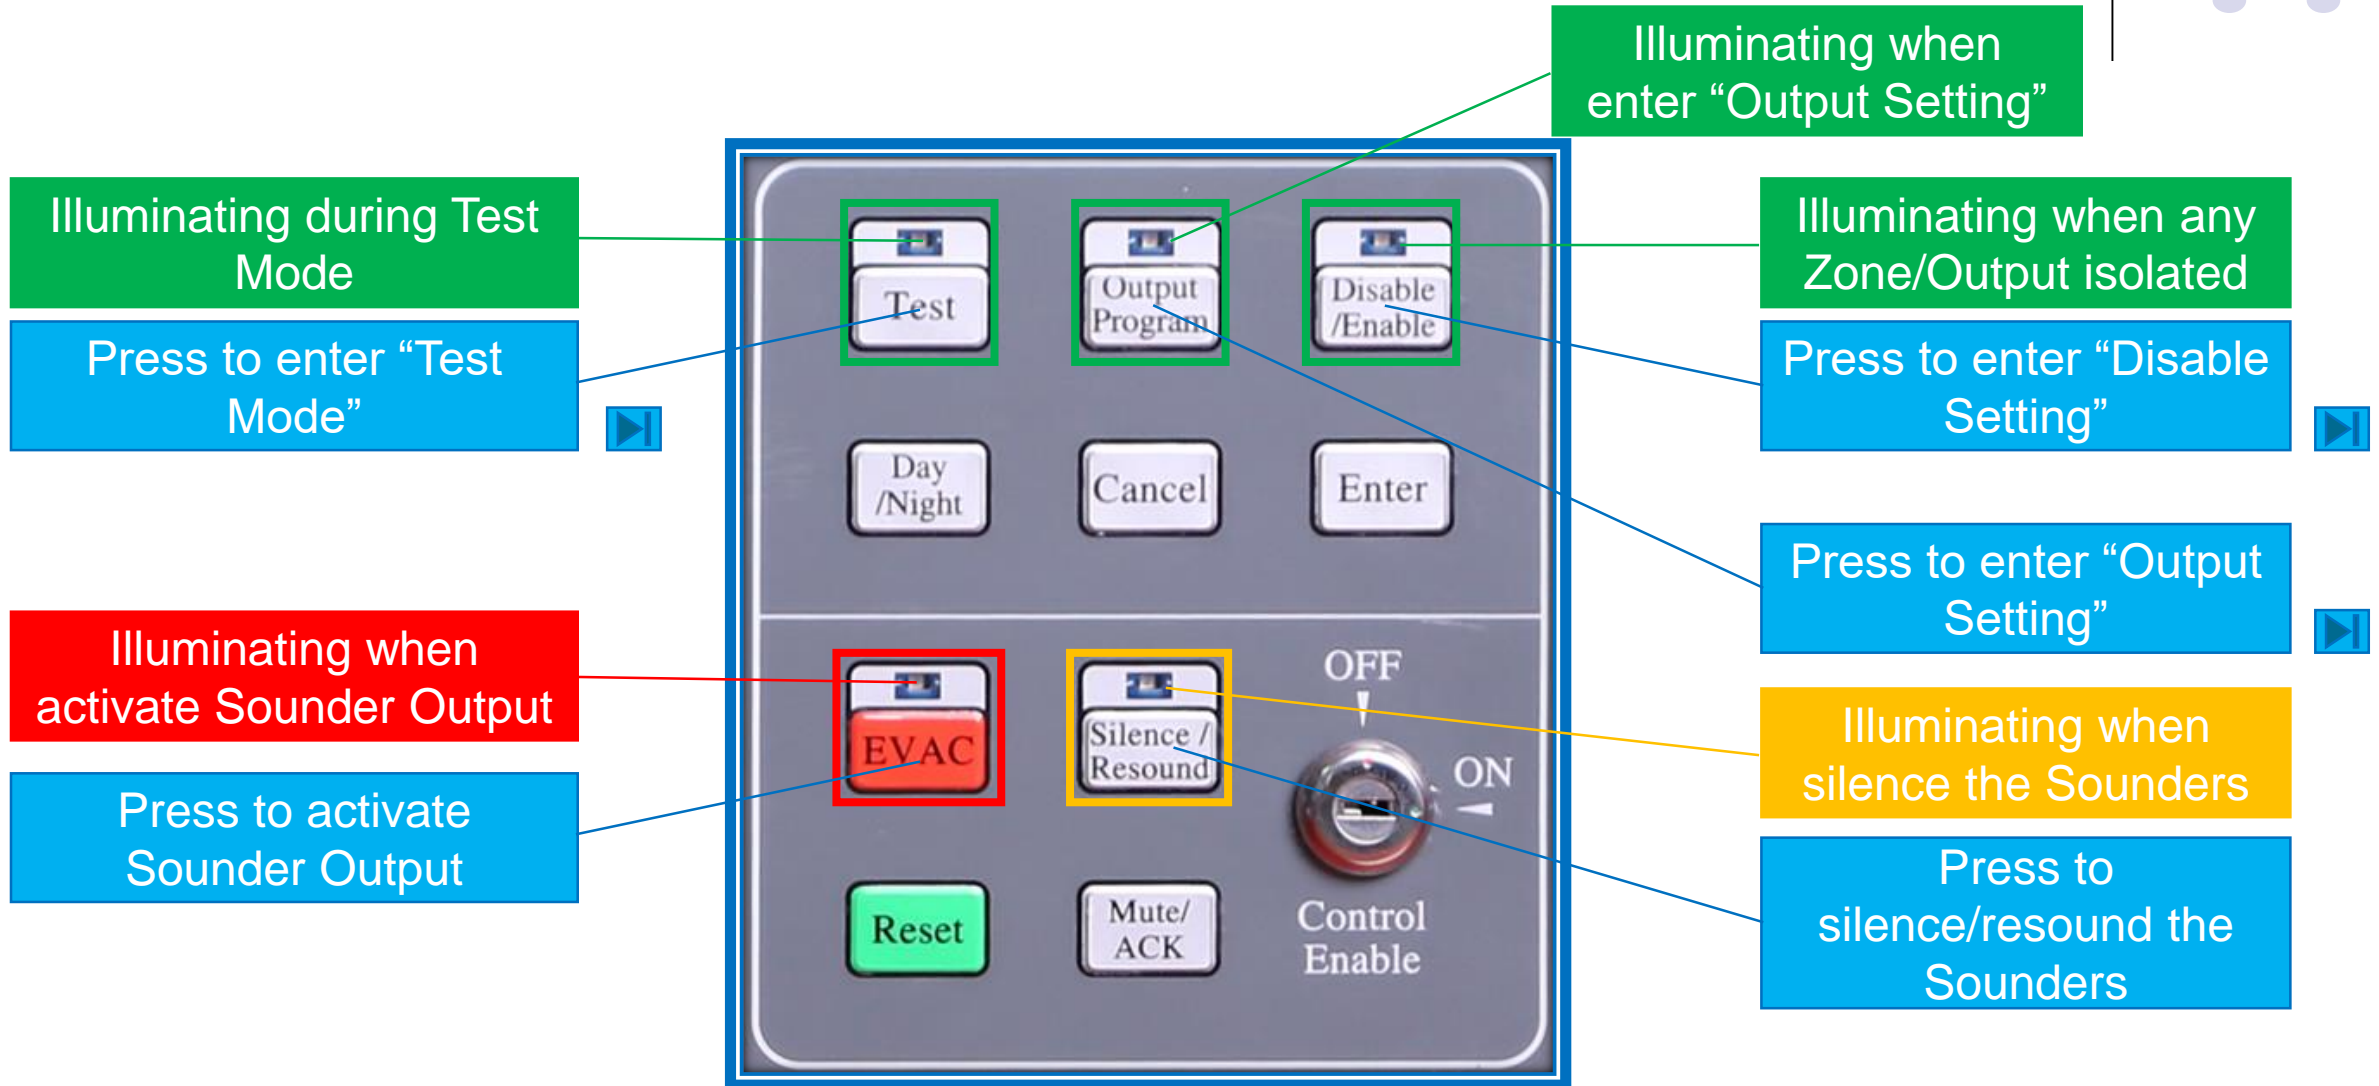 Illuminating when
enter “Output Setting”
Illuminating during Test
Mode
Press to enter “Test
Mode”
Illuminating when any
Zone/Output isolated
Press to enter “Disable
Setting”
Press to enter “Output
Setting”
Test
Output
Program
Disable
/Enable
Day
/Night
Cancel
Enter
Illuminating when
activate Sounder Output
Press to activate
Sounder Output
EVAC
Silence /
Resound
OFF
ON
Reset
Mute/
ACK
Control
Enable
Illuminating when
silence the Sounders
Press to
silence/resound the
Sounders